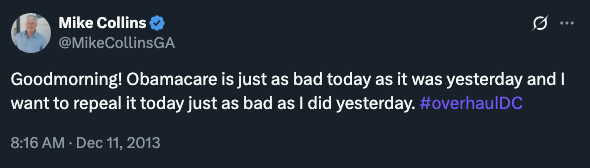 Mike Collins
@MikeCollinsGA
Goodmorning! Obamacare is just as bad today as it was yesterday and I
want to repeal it today just as bad as I did yesterday. #overhaulDC
8:16 AM · Dec 11, 2013